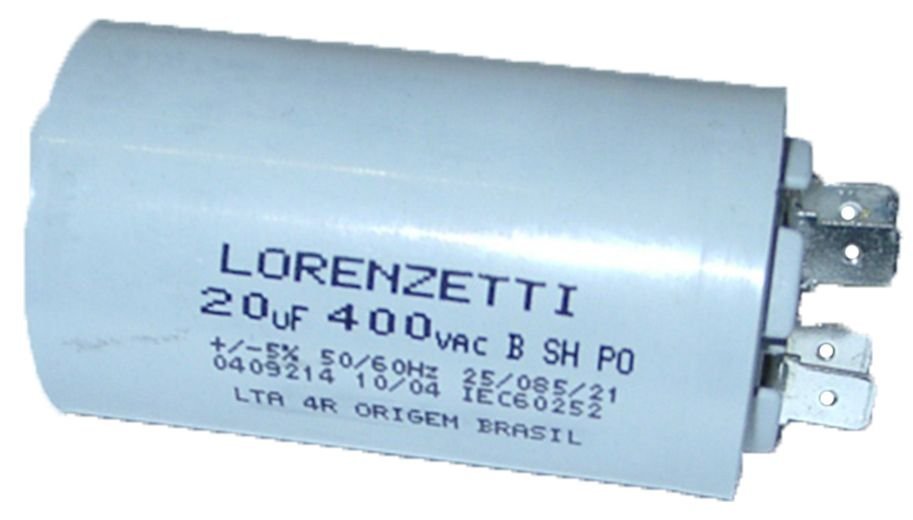 LORENZETTI
20uF 400VAC B SH P0
+/-5% 50/60Hz 25/085/21
0409214 10/04 IEC60252
LTA 4R ORIGEM BRASIL